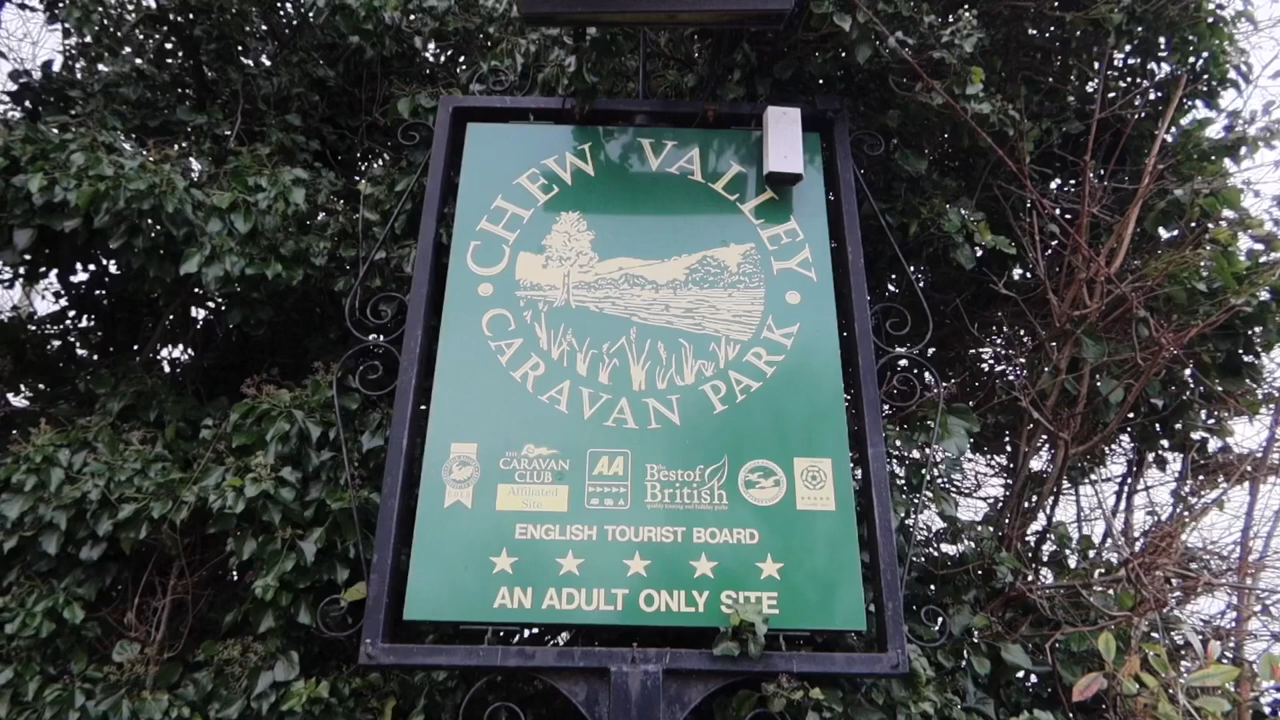 CHEW VALLEY
CARAVAN PARK
THE
CARAVAN
CLUB
Affiliated
Site
AA
the
Best of
British
quality touring and holiday parks
ENGLISH TOURIST BOARD
AN ADULT ONLY SITE